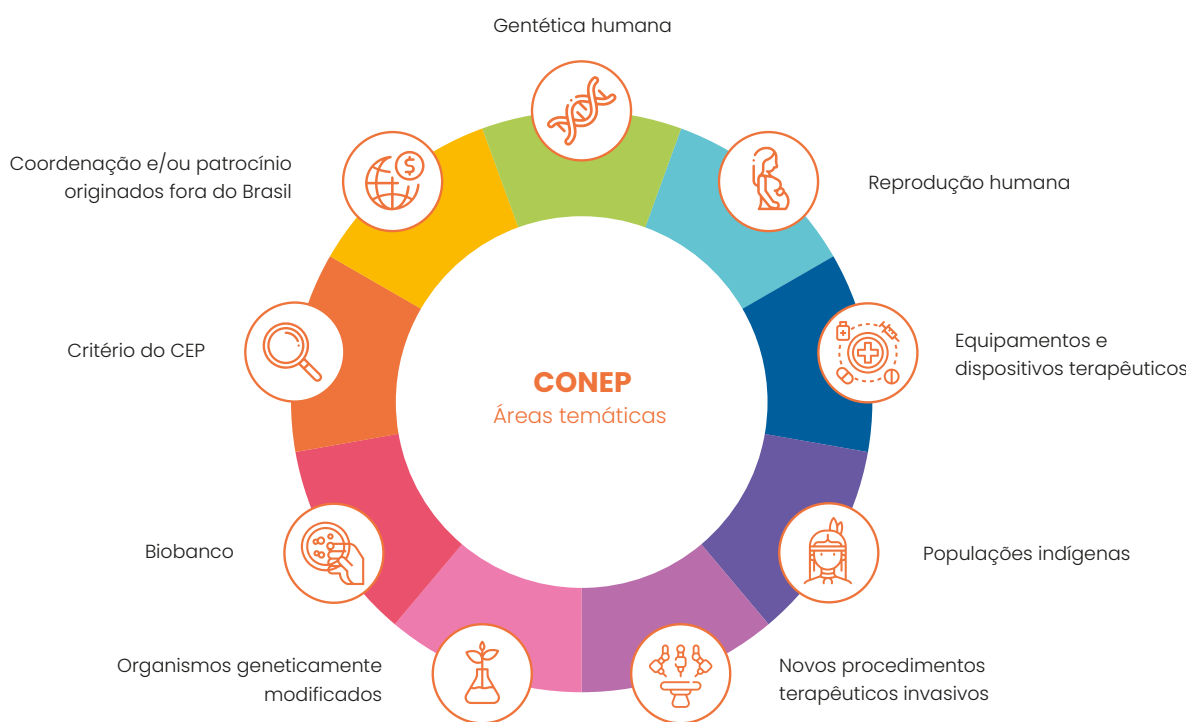 Gentética humana
Coordenação e/ou patrocínio
originados fora do Brasil
Reprodução humana
Critério do CEP
Equipamentos e
dispositivos terapêuticos
CONEP
Áreas temáticas
$
Biobanco
Populações indígenas
Organismos geneticamente
modificados
Novos procedimentos
terapêuticos invasivos